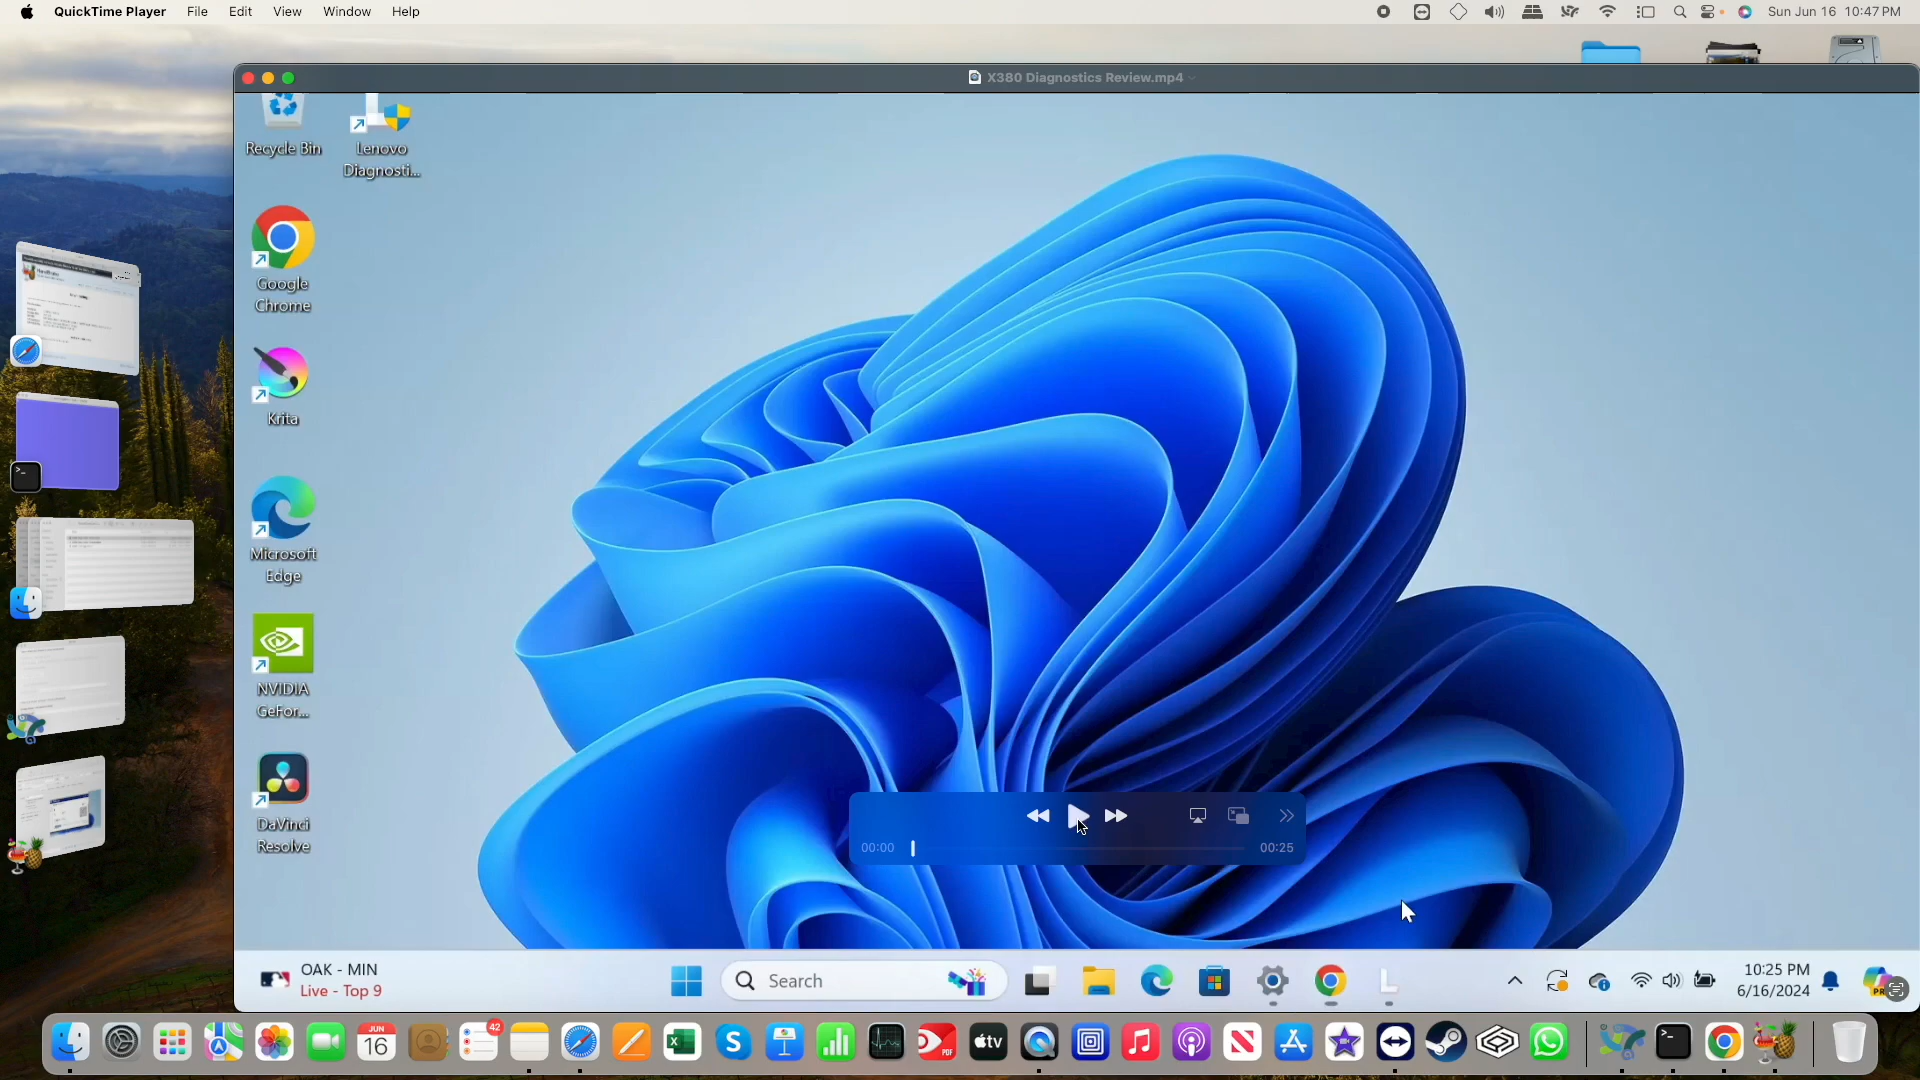 QuickTime Player File Edit View Window Help
Sun Jun 16 10:47 PM
X380 Diagnostics Review.mp4
Recycle Bin
Lenovo
Diagnosti...
Google
Chrome
Krita
Microsoft
Edge
NVIDIA
GeFor...
DaVinci
Resolve
00:00
00:25
OAK - MIN
Live - Top 9
Search
10:25 PM
6/16/2024
42
JUN
16
tv
PDF